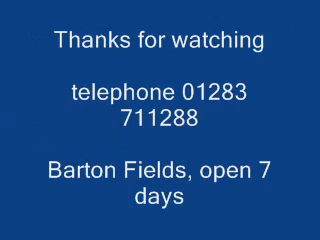 Thanks for watching
telephone 01283
711288
Barton Fields, open 7
days